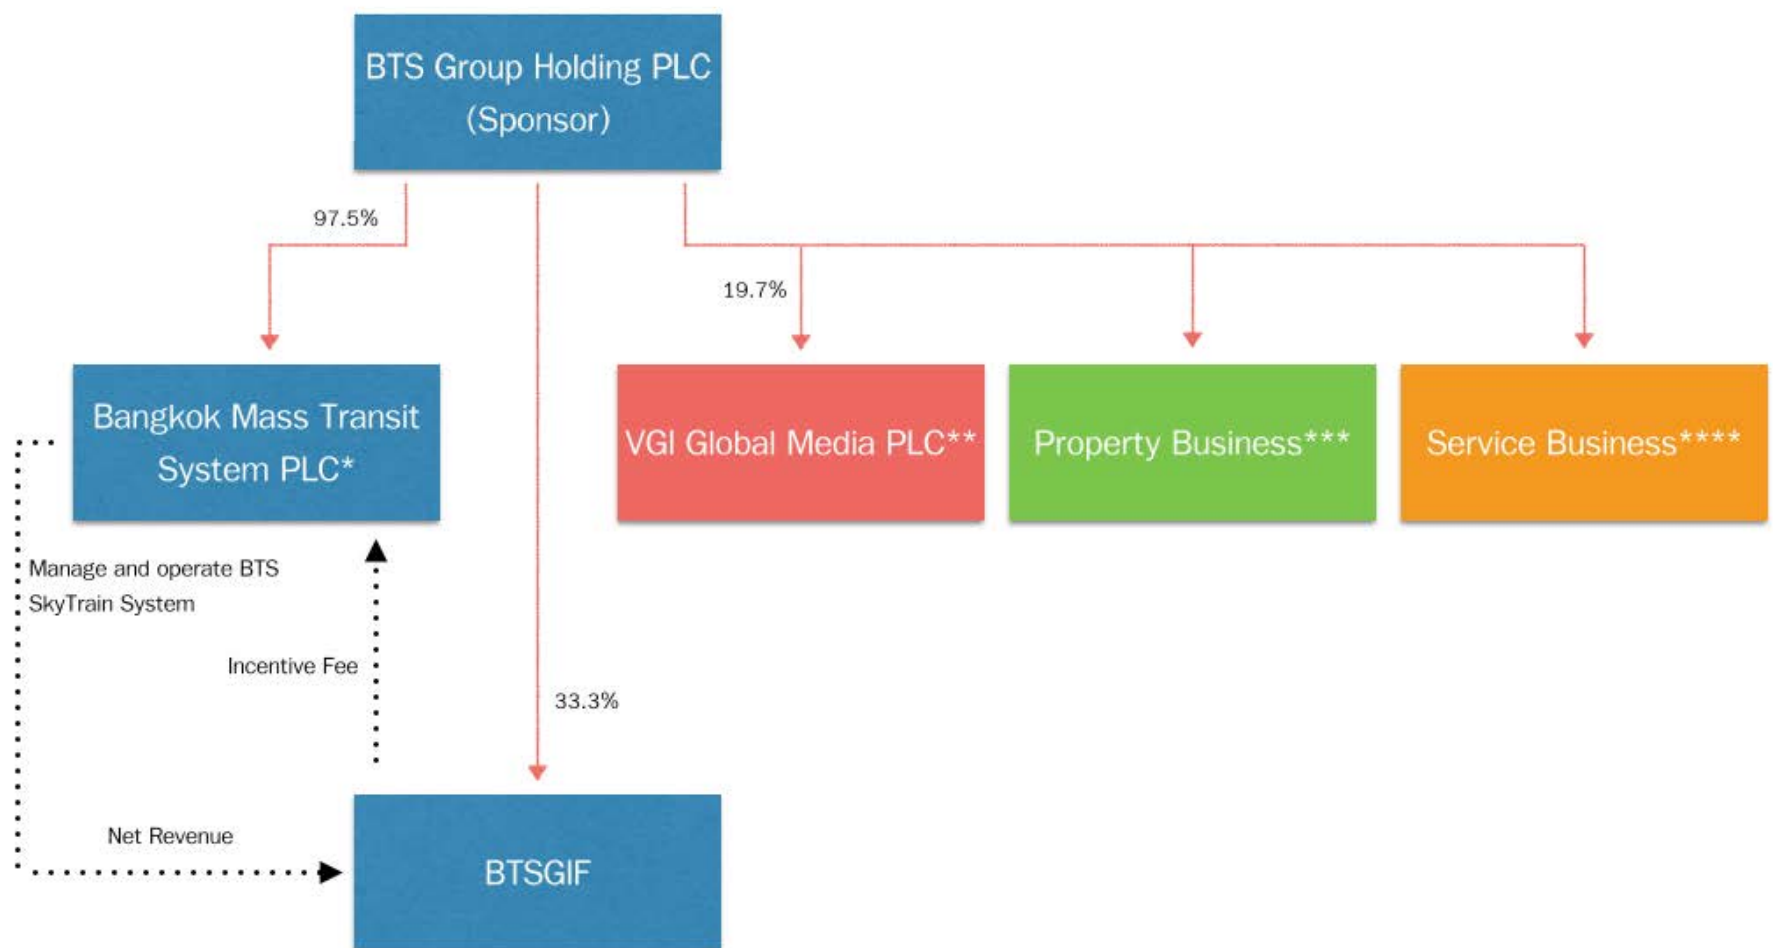 BTS Group Holding PLC
(Sponsor)
97.5%
19.7%
Bangkok Mass Transit
System PLC*
VGI Global Media PLC**
Property Business***
Service Business****
Manage and operate BTS
SkyTrain System
Incentive Fee
33.3%
Net Revenue
BTSGIF